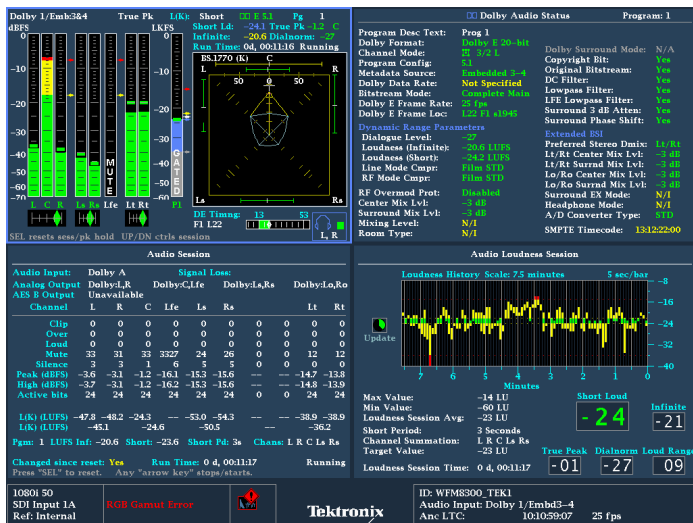 Dolby 1/Emb:3&4 True Pk L(K): Short E 5.1 Pg 1
dBFS LKFS
Short Ld: -24.1 True Pk -1.2 C
Infinite: -20.6 Dialnorm: -27
Run Time: 0d, 00:11:16 Running
BS.1770 (K) C
L R
50 0 50
Ls Rs
0
-10
-20
-30
-40
-50
-60
-70
0
-10
-20
-30
-40
-50
-60
MUTE
GATED
L C R Ls Rs Lfe Lt Rt P1
DE Timng: 13 53
F1 L22
L, R
SEL resets sess/pk hold UP/DN ctrls session
Dolby Audio Status Program: 1
Program Desc Text: Prog 1
Dolby Format: Dolby E 20-bit
Channel Mode: 3/2 L
Program Config: 5.1
Metadata Source: Embedded 3-4
Dolby Data Rate: Not Specified
Bitstream Mode: Complete Main
Dolby E Frame Rate: 25 fps
Dolby E Frame Loc: L22 F1 s1945
Dynamic Range Parameters
Dialogue Level: -27
Loudness (Infinite): -20.6 LUFS
Loudness (Short): -24.2 LUFS
Line Mode Cmpr: Film STD
RF Mode Cmpr: Film STD
RF Overmod Prot: Disabled
Center Mix Lvl: -3 dB
Surround Mix Lvl: -3 dB
Mixing Level: N/I
Room Type: N/I
Dolby Surround Mode: N/A
Copyright Bit: Yes
Original Bitstream: Yes
DC Filter: Yes
Lowpass Filter: Yes
LFE Lowpass Filter: Yes
Surround 3 dB Atten: Yes
Surround Phase Shift: Yes
Extended BSI
Preferred Stereo Dmix: Lt/Rt
Lt/Rt Center Mix Lvl: -3 dB
Lt/Rt Surrnd Mix Lvl: -3 dB
Lo/Ro Center Mix Lvl: -3 dB
Lo/Ro Surrnd Mix Lvl: -3 dB
Surround EX Mode: N/I
Headphone Mode: N/I
A/D Converter Type: STD
SMPTE Timecode: 13:12:22:00
Audio Session
Audio Input: Dolby A Signal Loss:
Analog Output Dolby:L,R Dolby:C,Lfe Dolby:Ls,Rs Dolby:Lo,Ro
AES B Output Unavailable
Channel L R C Lfe Ls Rs Lt Rt
Clip 0 0 0 0 0 0 0 0 0 0
Over 0 0 0 0 0 0 0 0 0 0
Loud 0 0 0 0 0 0 0 0 0 0
Mute 33 31 33 3327 24 26 0 0 12 12
Silence 3 3 1 6 5 5 0 0 0 0
Peak (dBFS) -3.6 -3.1 -1.2 -16.1 -15.3 -15.6 -- -- -14.7 -13.8
High (dBFS) -3.7 -3.1 -1.2 -16.2 -15.3 -15.6 -- -- -14.8 -13.9
Active bits 24 24 24 24 24 24 0 0 24 24
L(K) (LUFS) -47.8 -48.2 -24.3 -- -53.0 -54.3 -- -- -38.9 -38.9
L(K) (LUFS) -45.1 -24.6 -50.5 -- -36.2
Pgm: 1 LUFS Inf: -20.6 Short: -23.6 Short Pd: 3s Chans: L R C Ls Rs
Changed since reset: Yes Run Time: 0 d, 00:11:17 Running
Press "SEL" to reset. Any "arrow key" stops/starts.
Audio Loudness Session
Loudness History Scale: 7.5 minutes 5 sec/bar
Update
-8
-16
-24
-32
-40
7 6 5 4 3 2 1 0
Minutes
Max Value: -14 LU
Min Value: -60 LU
Loudness Session Avg: -23 LU
Short Period: 3 Seconds
Channel Summation: L R C Ls Rs
Target Value: -23 LU
Loudness Session Time: 0 d, 00:11:17
Short Loud
-24
Infinite
-21
True Peak Dialnorm Loud Range
-01 -27 09
1080i 50
SDI Input 1A
Ref: Internal
RGB Gamut Error
Tektronix
ID: WFM8300_TEK1
Audio Input: Dolby 1/Embd3-4
Anc LTC: 10:10:59:07 25 fps